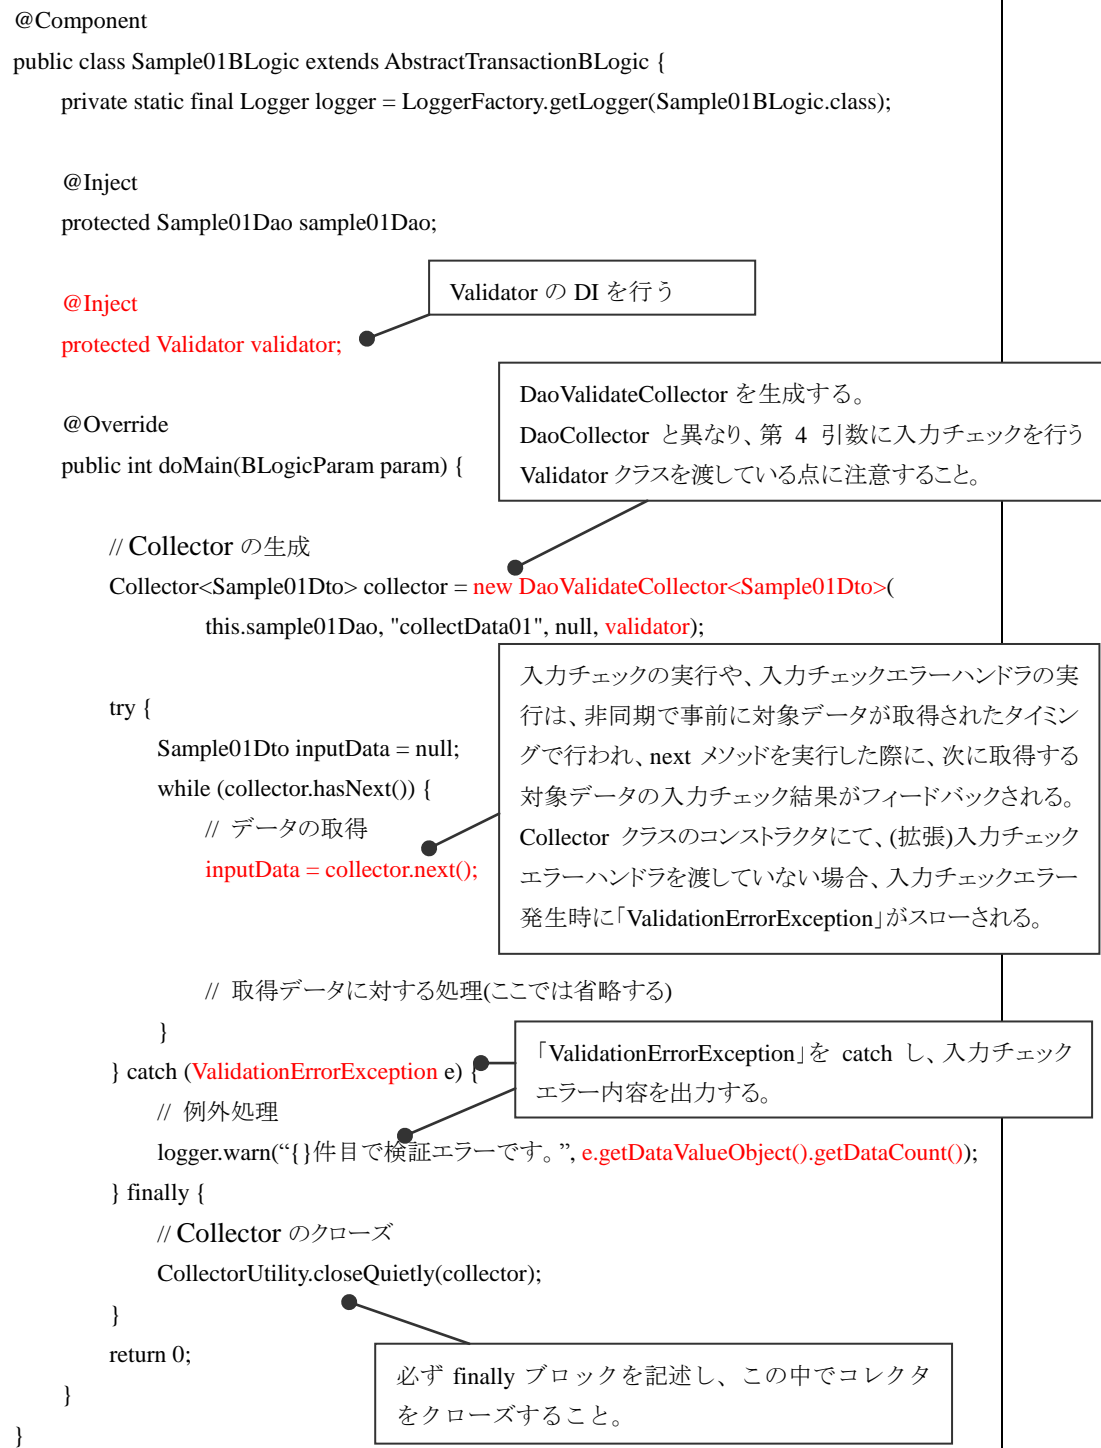 @Component
public class Sample01BLogic extends AbstractTransactionBLogic {
private static final Logger logger = LoggerFactory.getLogger(Sample01BLogic.class);
@Inject
protected Sample01Dao sample01Dao;
@Inject
protected Validator validator;
Validator の DI を行う
@Override
public int doMain(BLogicParam param) {
DaoValidateCollector を生成する。
DaoCollector と異なり、第 4 引数に入力チェックを行う
Validator クラスを渡している点に注意すること。
// Collector の生成
Collector<Sample01Dto> collector = new DaoValidateCollector<Sample01Dto>(
this.sample01Dao, "collectData01", null, validator);
try {
Sample01Dto inputData = null;
while (collector.hasNext()) {
// データの取得
inputData = collector.next();
入力チェックの実行や、入力チェックエラーハンドラの実
行は、非同期で事前に対象データが取得されたタイミン
グで行われ、next メソッドを実行した際に、次に取得する
対象データの入力チェック結果がフィードバックされる。
Collector クラスのコンストラクタにて、(拡張)入力チェック
エラーハンドラを渡していない場合、入力チェックエラー
発生時に「ValidationErrorException」がスローされる。
// 取得データに対する処理(ここでは省略する)
}
} catch (ValidationErrorException e) {
「ValidationErrorException」を catch し、入力チェック
エラー内容を出力する。
// 例外処理
logger.warn(“{}件目で検証エラーです。”, e.getDataValueObject().getDataCount());
} finally {
// Collector のクローズ
CollectorUtility.closeQuietly(collector);
}
return 0;
必ず finally ブロックを記述し、この中でコレクタ
をクローズすること。
}
}